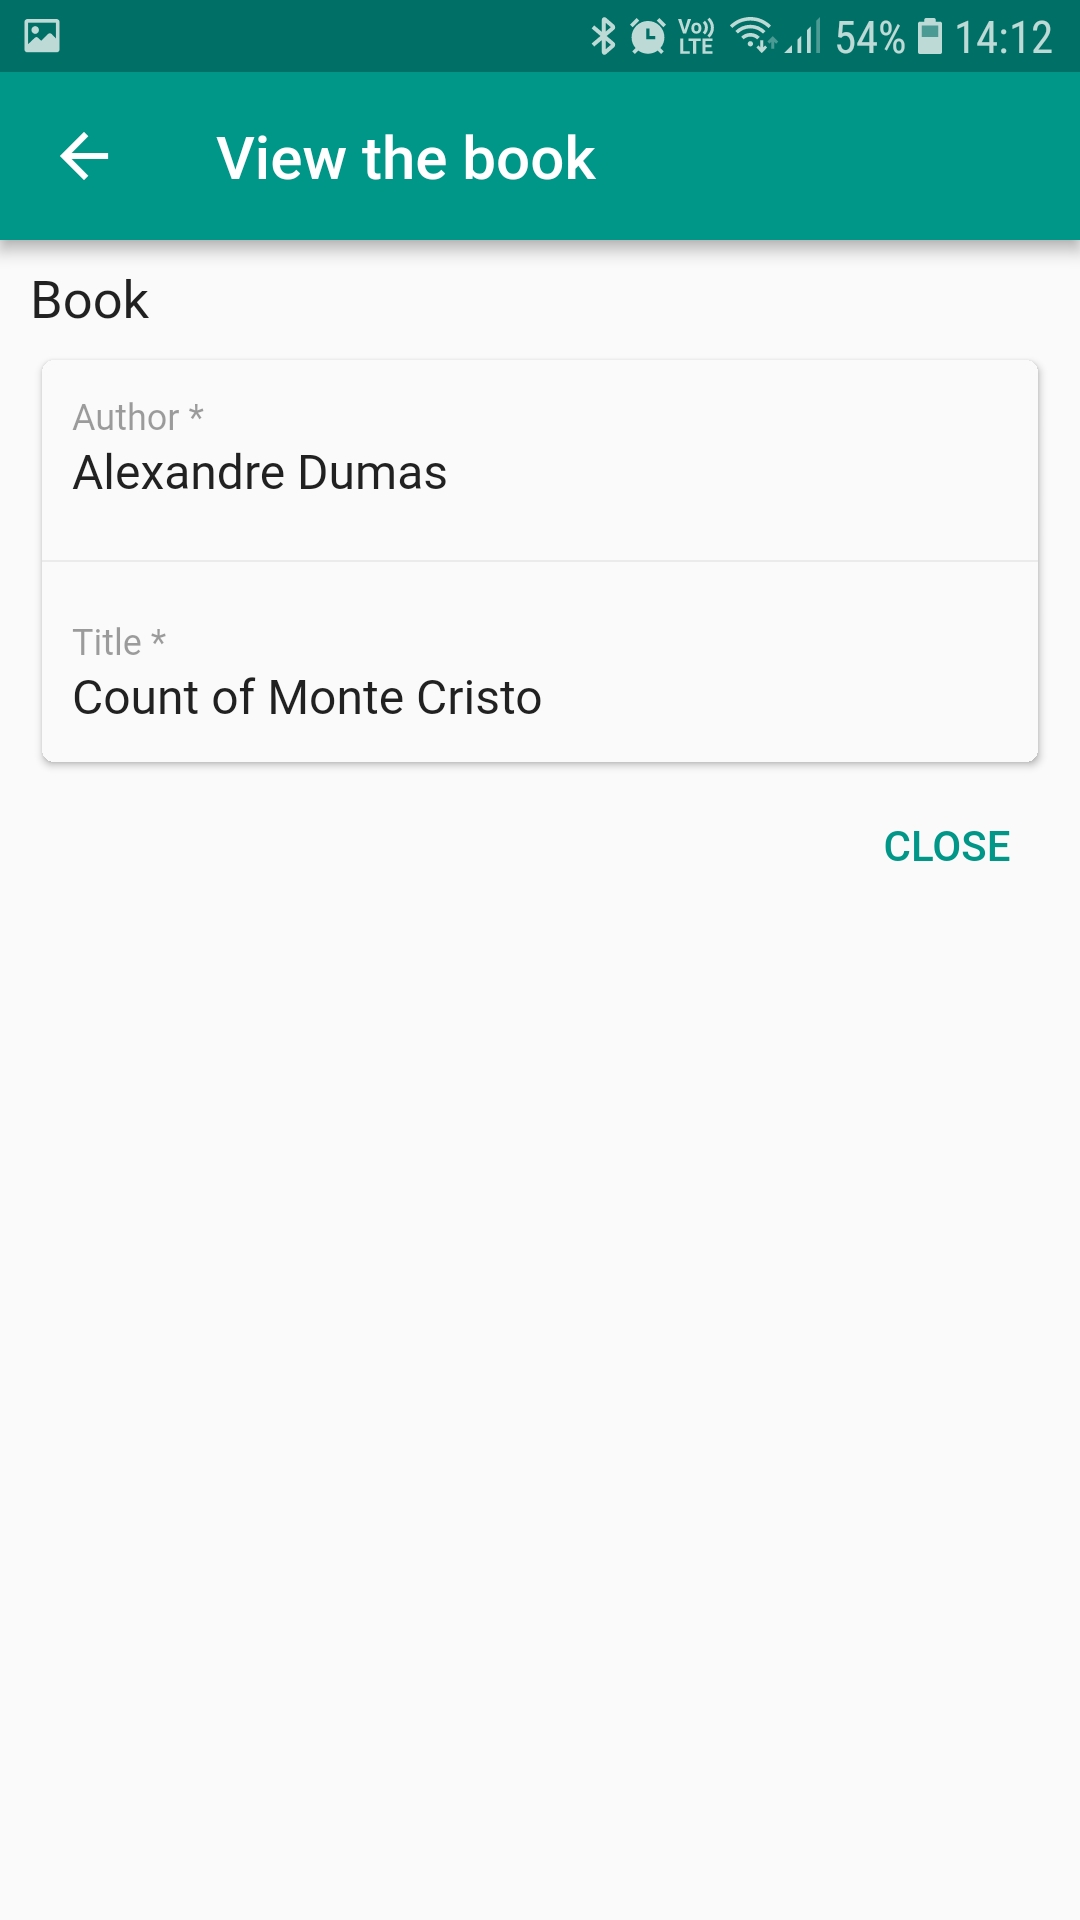 Vo)) LTE 54% 14:12
View the book
Book
Author *
Alexandre Dumas
Title *
Count of Monte Cristo
CLOSE